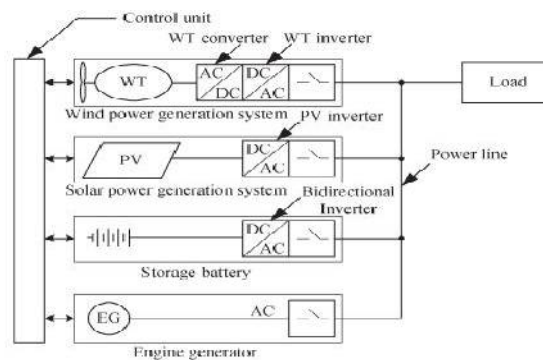 Control unit
WT converter
WT inverter
WT
AC
DC
DC
AC
Load
Wind power generation system
PV inverter
PV
DC
AC
Power line
Solar power generation system
Bidirectional
Inverter
DC
AC
Storage battery
EG
AC
Engine generator